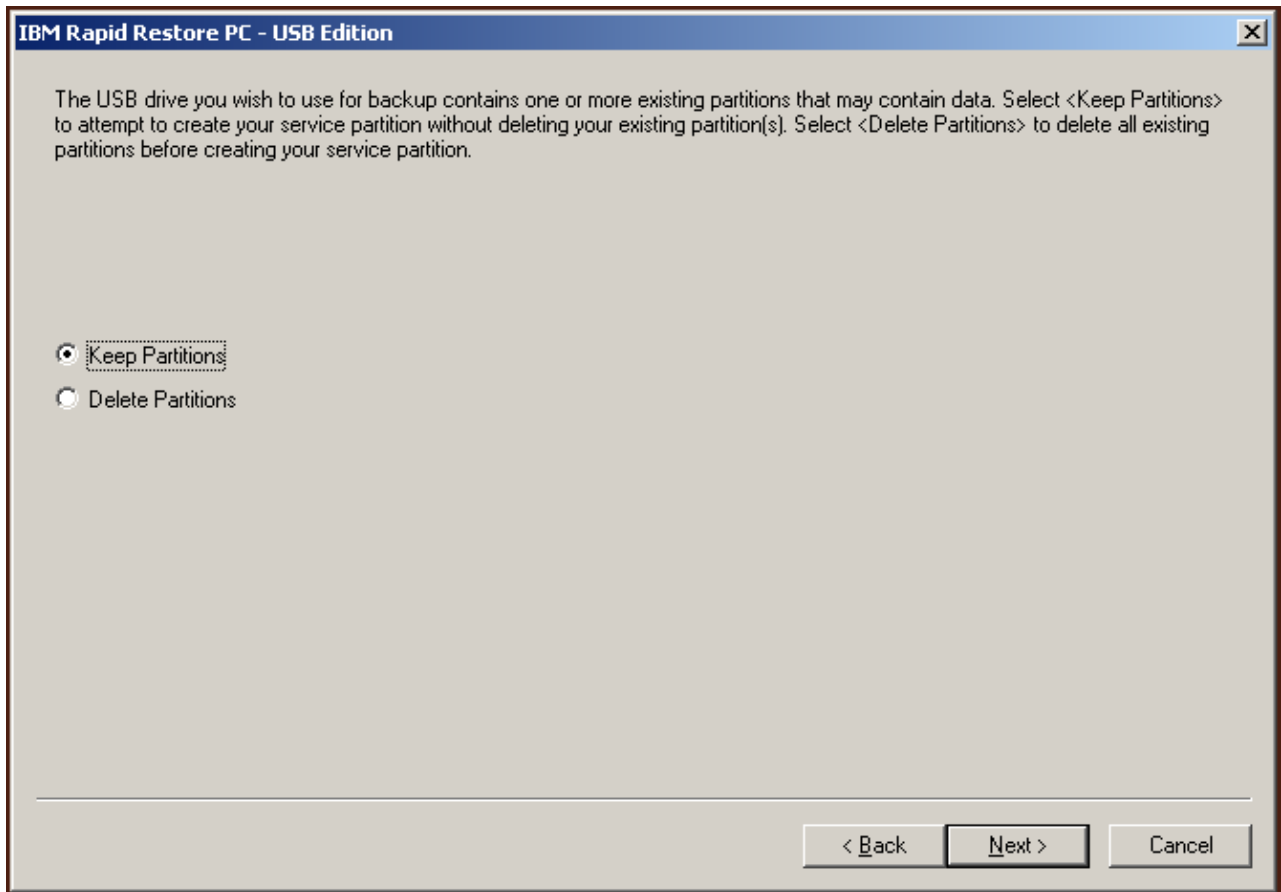 IBM Rapid Restore PC - USB Edition
The USB drive you wish to use for backup contains one or more existing partitions that may contain data. Select <Keep Partitions>
to attempt to create your service partition without deleting your existing partition(s). Select <Delete Partitions> to delete all existing
partitions before creating your service partition.
Keep Partitions
Delete Partitions
< Back Next > Cancel